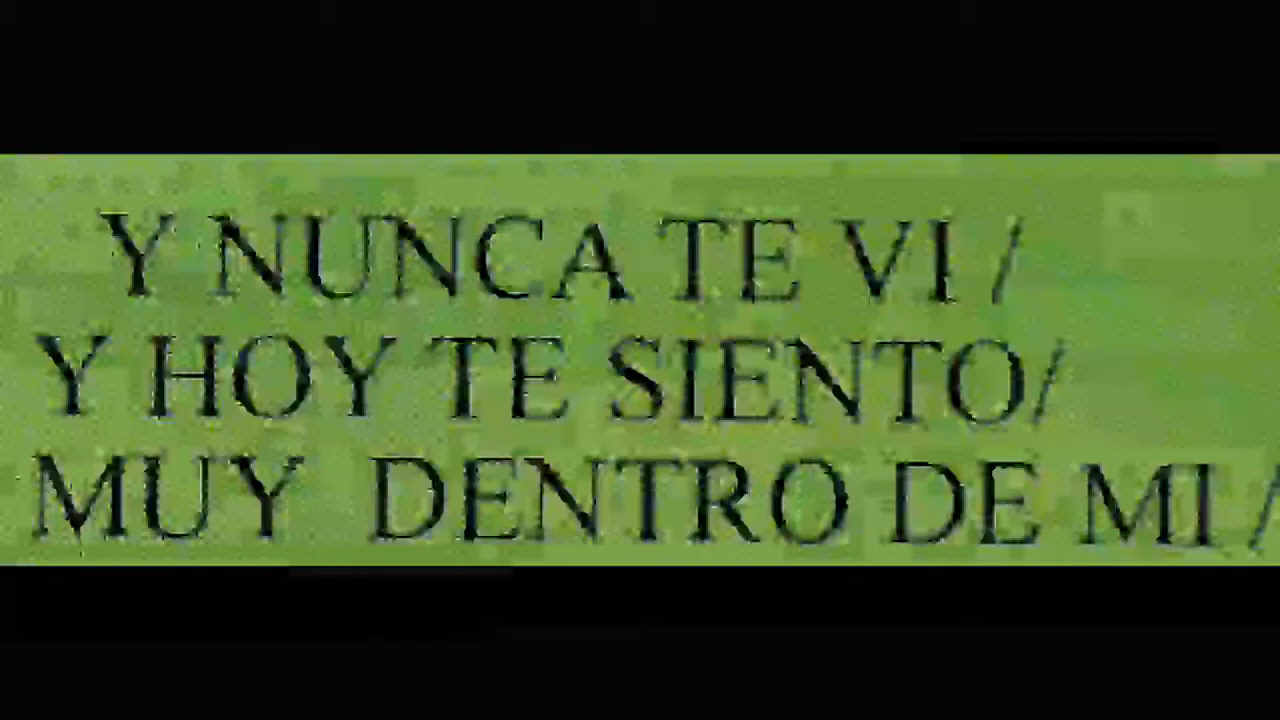 Y NUNCA TE VI /
Y HOY TE SIENTO/
MUY DENTRO DE MI /